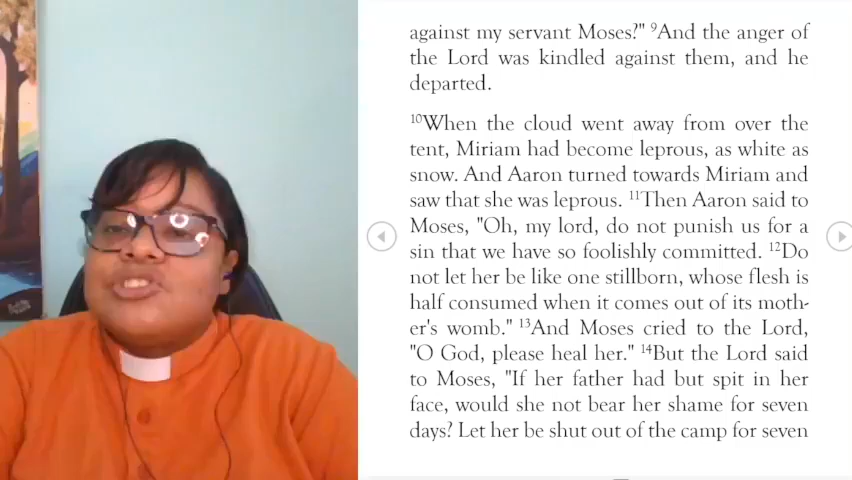 against my servant Moses?" ⁹And the anger of
the Lord was kindled against them, and he
departed.
¹⁰When the cloud went away from over the
tent, Miriam had become leprous, as white as
snow. And Aaron turned towards Miriam and
saw that she was leprous. ¹¹Then Aaron said to
Moses, "Oh, my lord, do not punish us for a
sin that we have so foolishly committed. ¹²Do
not let her be like one stillborn, whose flesh is
half consumed when it comes out of its moth-
er's womb." ¹³And Moses cried to the Lord,
"O God, please heal her." ¹⁴But the Lord said
to Moses, "If her father had but spit in her
face, would she not bear her shame for seven
days? Let her be shut out of the camp for seven